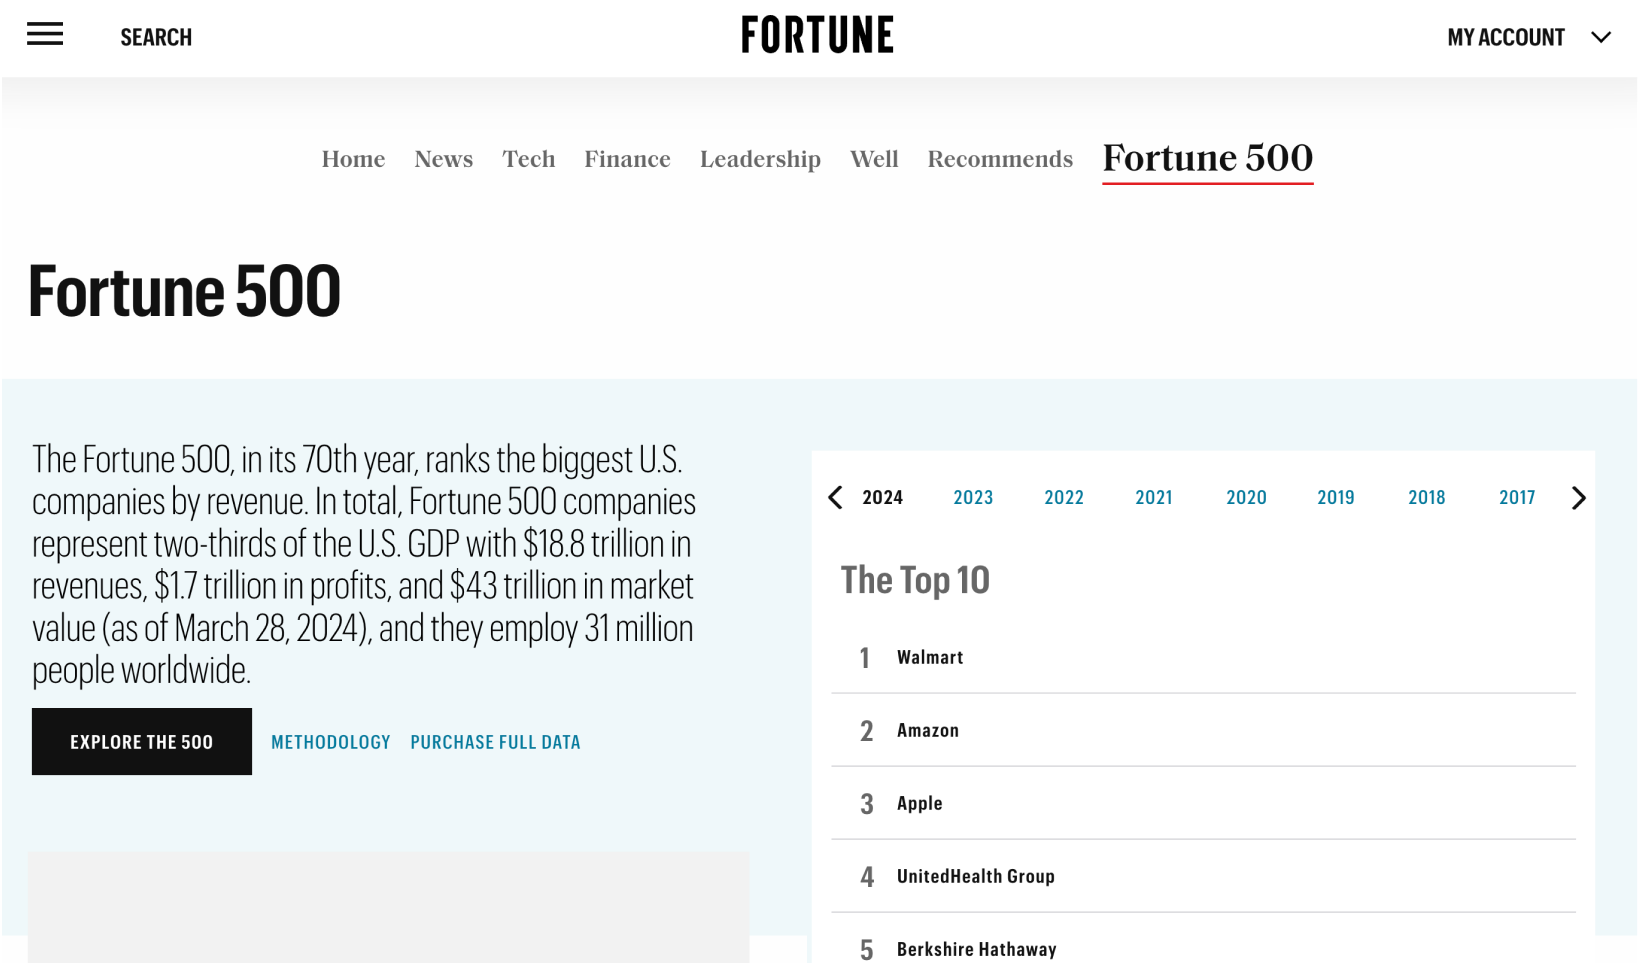 SEARCH
FORTUNE
MY ACCOUNT
Home News Tech Finance Leadership Well Recommends Fortune 500
Fortune 500
The Fortune 500, in its 70th year, ranks the biggest U.S.
companies by revenue. In total, Fortune 500 companies
represent two-thirds of the U.S. GDP with $18.8 trillion in
revenues, $1.7 trillion in profits, and $43 trillion in market
value (as of March 28, 2024), and they employ 31 million
people worldwide.
EXPLORE THE 500 METHODOLOGY PURCHASE FULL DATA
2024 2023 2022 2021 2020 2019 2018 2017
The Top 10
1 Walmart
2 Amazon
3 Apple
4 UnitedHealth Group
5 Berkshire Hathaway